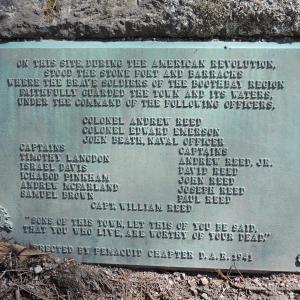 ON THIS SITE, DURING THE AMERICAN REVOLUTION,
STOOD THE STONE FORT AND BARRACKS
WHERE THE BRAVE SOLDIERS OF THE BOOTHBAY REGION
FAITHFULLY GUARDED THE TOWN AND ITS WATERS,
UNDER THE COMMAND OF THE FOLLOWING OFFICERS.
COLONEL ANDREW REED
COLONEL EDWARD EMERSON
JOHN BEATH, NAVAL OFFICER
CAPTAINS CAPTAINS
TIMOTHY LANGDON ANDREW REED, JR.
ISRAEL DAVIS DAVID REED
ICHABOD PINKHAM JOHN REED
ANDREW MCFARLAND JOSEPH REED
SAMUEL BROWN PAUL REED
CAPT. WILLIAM REED
"SONS OF THIS TOWN, LET THIS OF YOU BE SAID,
THAT YOU WHO LIVE, ARE WORTHY OF YOUR DEAD."
ERECTED BY PEMAQUID CHAPTER D.A.R. 1941